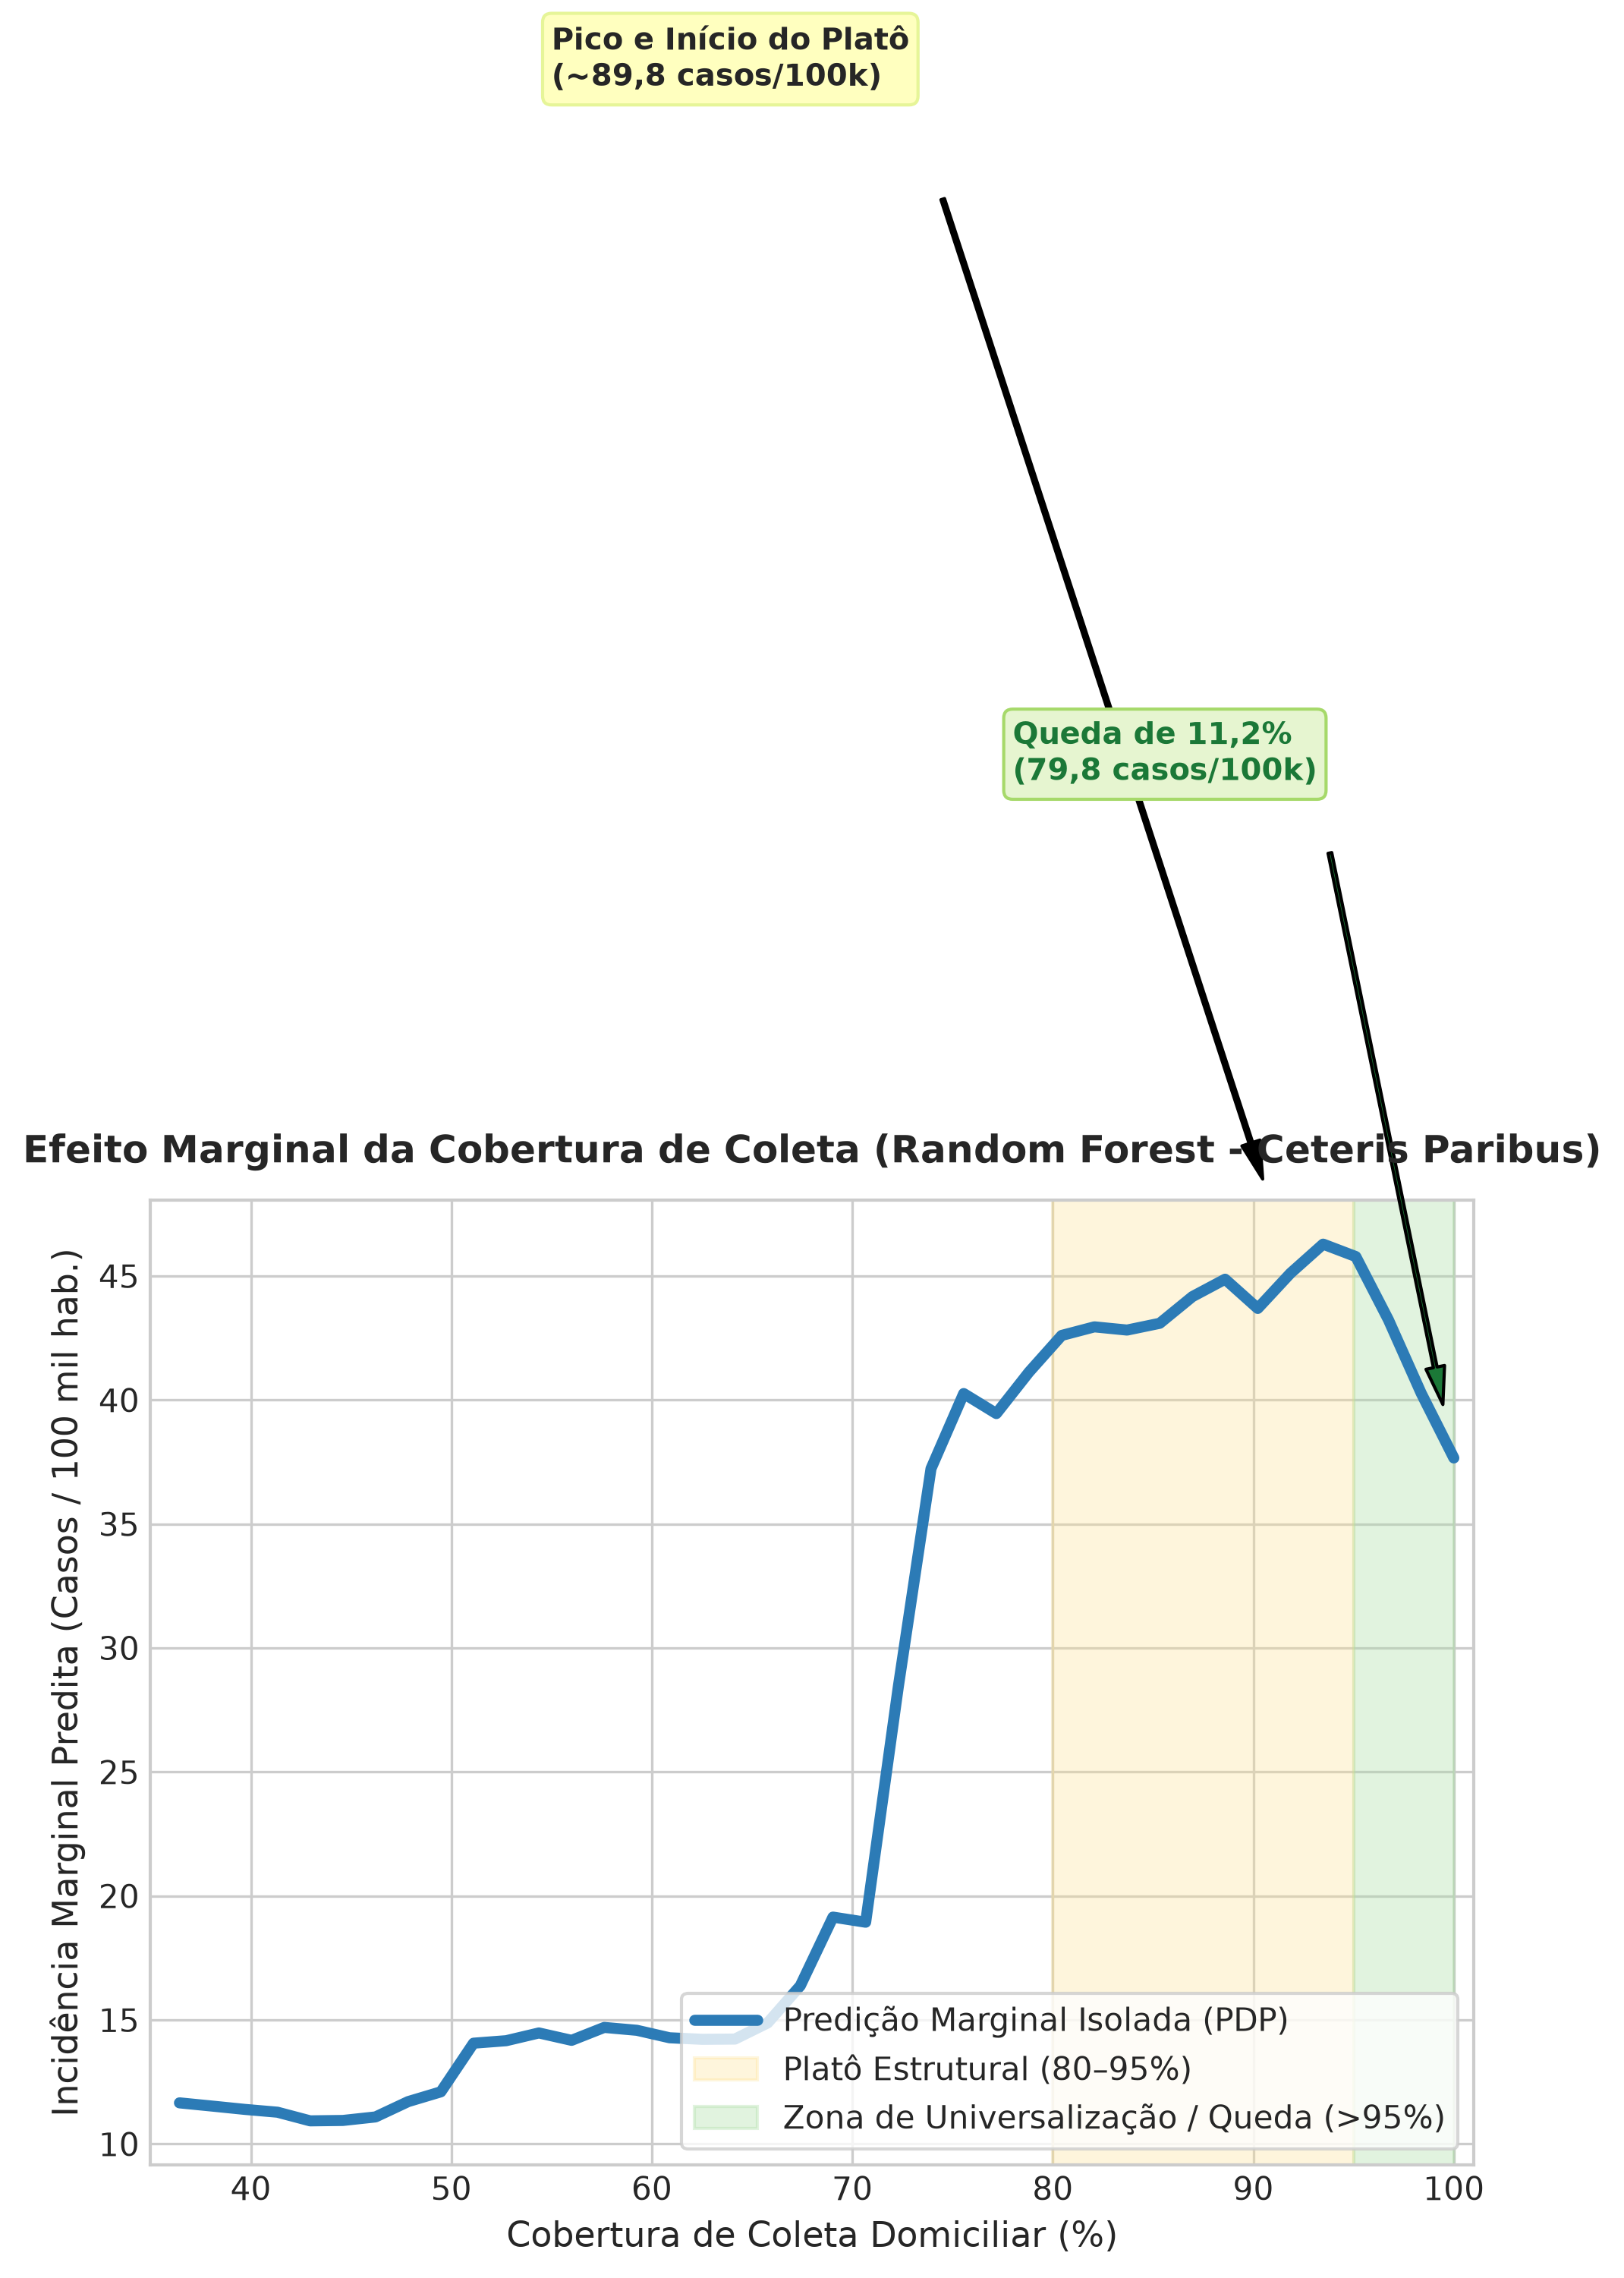 Pico e Início do Platô
(~89,8 casos/100k)
Queda de 11,2%
(79,8 casos/100k)
Efeito Marginal da Cobertura de Coleta (Random Forest - Ceteris Paribus)
Incidência Marginal Predita (Casos / 100 mil hab.)
45
40
35
30
25
20
15
10
Predição Marginal Isolada (PDP)
Platô Estrutural (80–95%)
Zona de Universalização / Queda (>95%)
40 50 60 70 80 90 100
Cobertura de Coleta Domiciliar (%)